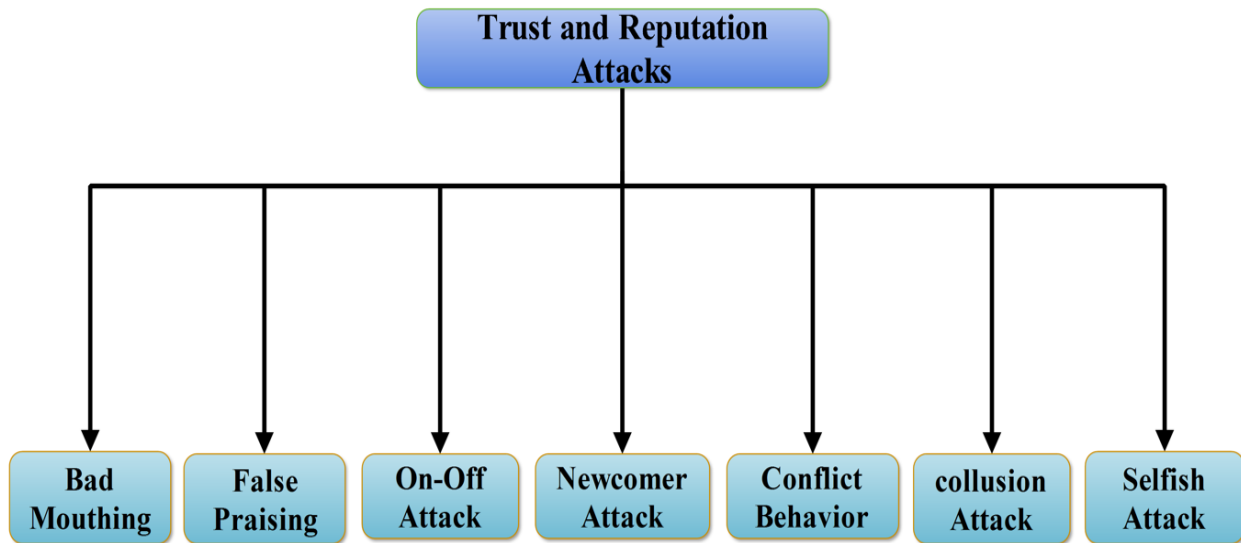 Trust and Reputation
Attacks
Bad
Mouthing
False
Praising
On-Off
Attack
Newcomer
Attack
Conflict
Behavior
collusion
Attack
Selfish
Attack